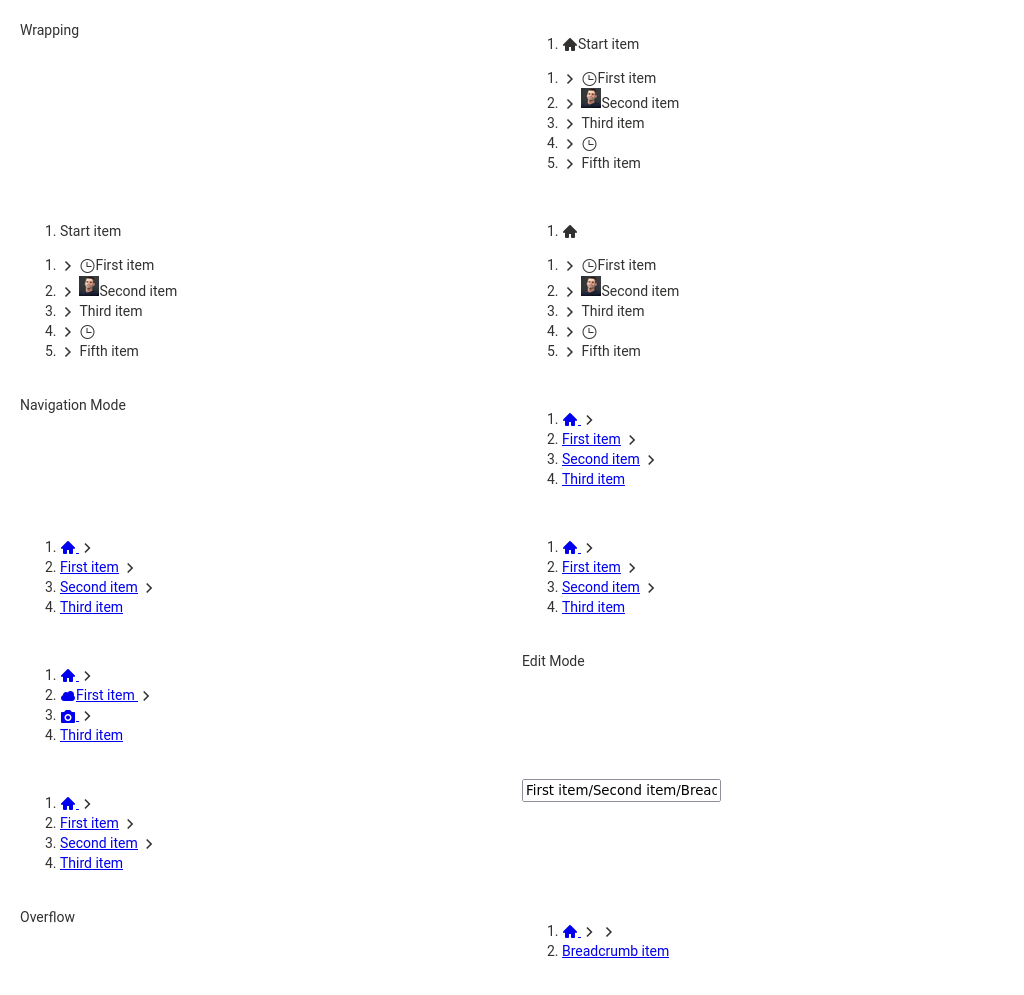 Wrapping
1. Start item
1. First item
2. Second item
3. Third item
4.
5. Fifth item
1. Start item
1. First item
2. Second item
3. Third item
4.
5. Fifth item
1.
1. First item
2. Second item
3. Third item
4.
5. Fifth item
Navigation Mode
1.
2. First item
3. Second item
4. Third item
1.
2. First item
3. Second item
4. Third item
1.
2. First item
3. Second item
4. Third item
1.
2. First item
3.
4. Third item
Edit Mode
First item/Second item/Breac
1.
2. First item
3. Second item
4. Third item
Overflow
1.
2. Breadcrumb item